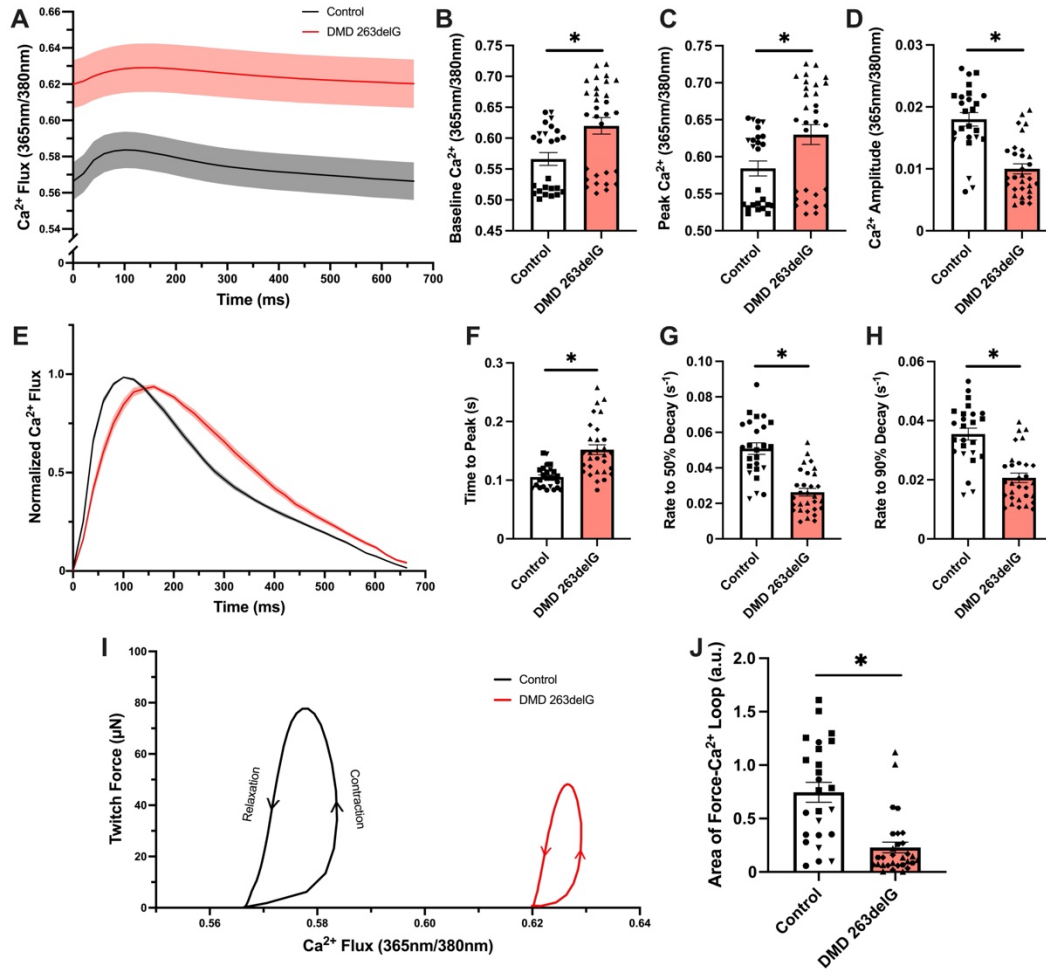 A
Control
DMD 263delG
Ca²⁺ Flux (365nm/380nm)
0.66
0.64
0.62
0.60
0.58
0.56
0.54
0
0 100 200 300 400 500 600 700
Time (ms)
B
*
Baseline Ca²⁺ (365nm/380nm)
0.75
0.70
0.65
0.60
0.55
0.50
0.45
Control
DMD 263delG
C
*
Peak Ca²⁺ (365nm/380nm)
0.75
0.70
0.65
0.60
0.55
0.50
Control
DMD 263delG
D
*
Ca²⁺ Amplitude (365nm/380nm)
0.03
0.02
0.01
0.00
Control
DMD 263delG
E
Normalized Ca²⁺ Flux
1.0
0.5
0
0 100 200 300 400 500 600 700
Time (ms)
F
*
Time to Peak (s)
0.3
0.2
0.1
0
Control
DMD 263delG
G
*
Rate to 50% Decay (s⁻¹)
0.10
0.08
0.06
0.04
0.02
0
Control
DMD 263delG
H
*
Rate to 90% Decay (s⁻¹)
0.06
0.04
0.02
0
Control
DMD 263delG
I
Control
DMD 263delG
Twitch Force (µN)
100
80
60
40
20
0
Relaxation
Contraction
0.56 0.58 0.60 0.62 0.64
Ca²⁺ Flux (365nm/380nm)
J
*
Area of Force-Ca²⁺ Loop (a.u.)
2.0
1.5
1.0
0.5
0
Control
DMD 263delG